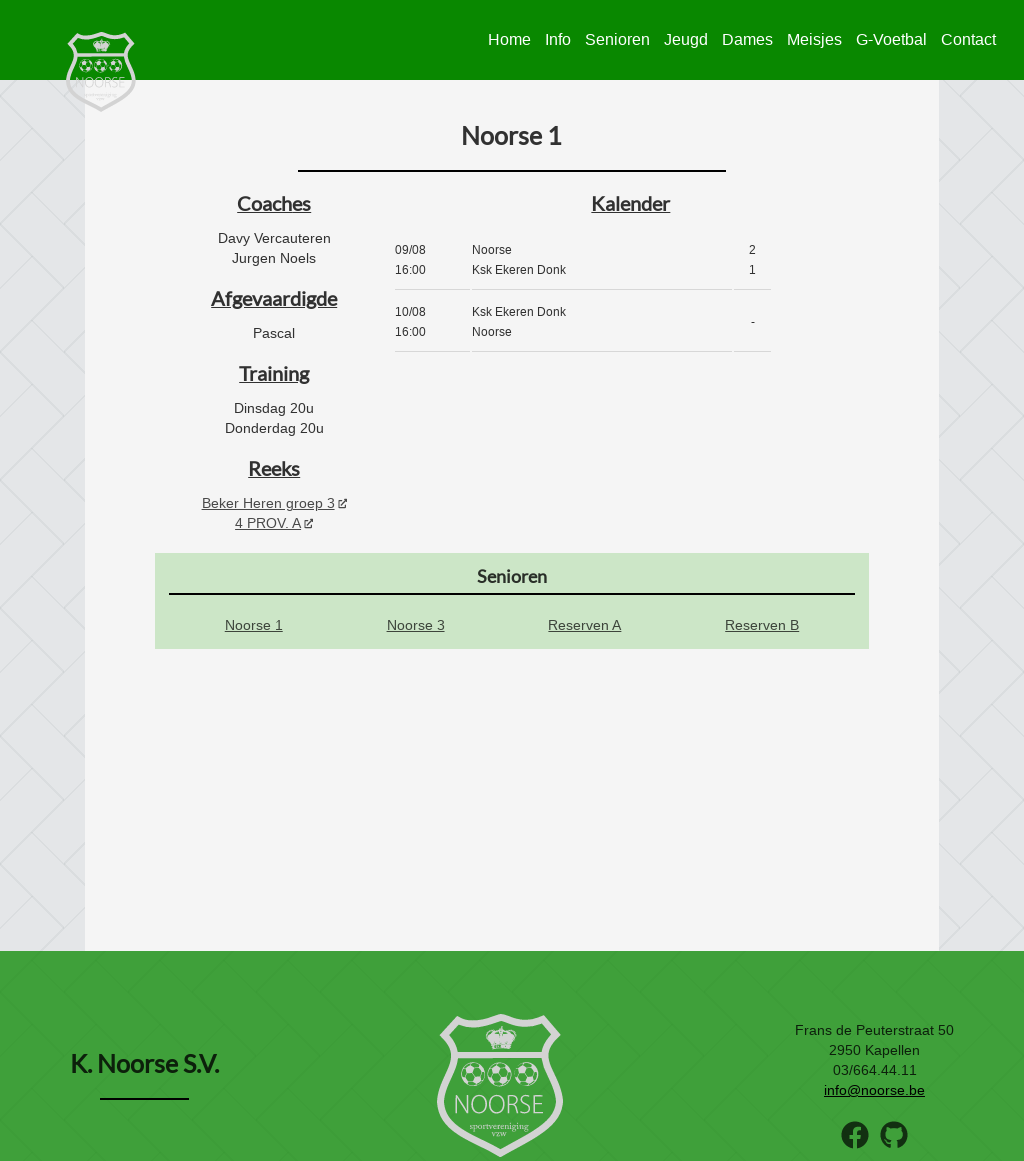 Home Info Senioren Jeugd Dames Meisjes G-Voetbal Contact
NOORSE
Noorse 1
Coaches
Davy Vercauteren
Jurgen Noels
Afgevaardigde
Pascal
Training
Dinsdag 20u
Donderdag 20u
Reeks
Beker Heren groep 3
4 PROV. A
Kalender
09/08 Noorse 2
16:00 Ksk Ekeren Donk 1
10/08 Ksk Ekeren Donk
-
16:00 Noorse
Senioren
Noorse 1 Noorse 3 Reserven A Reserven B
K. Noorse S.V.
NOORSE
sportvereniging
vzw
Frans de Peuterstraat 50
2950 Kapellen
03/664.44.11
info@noorse.be